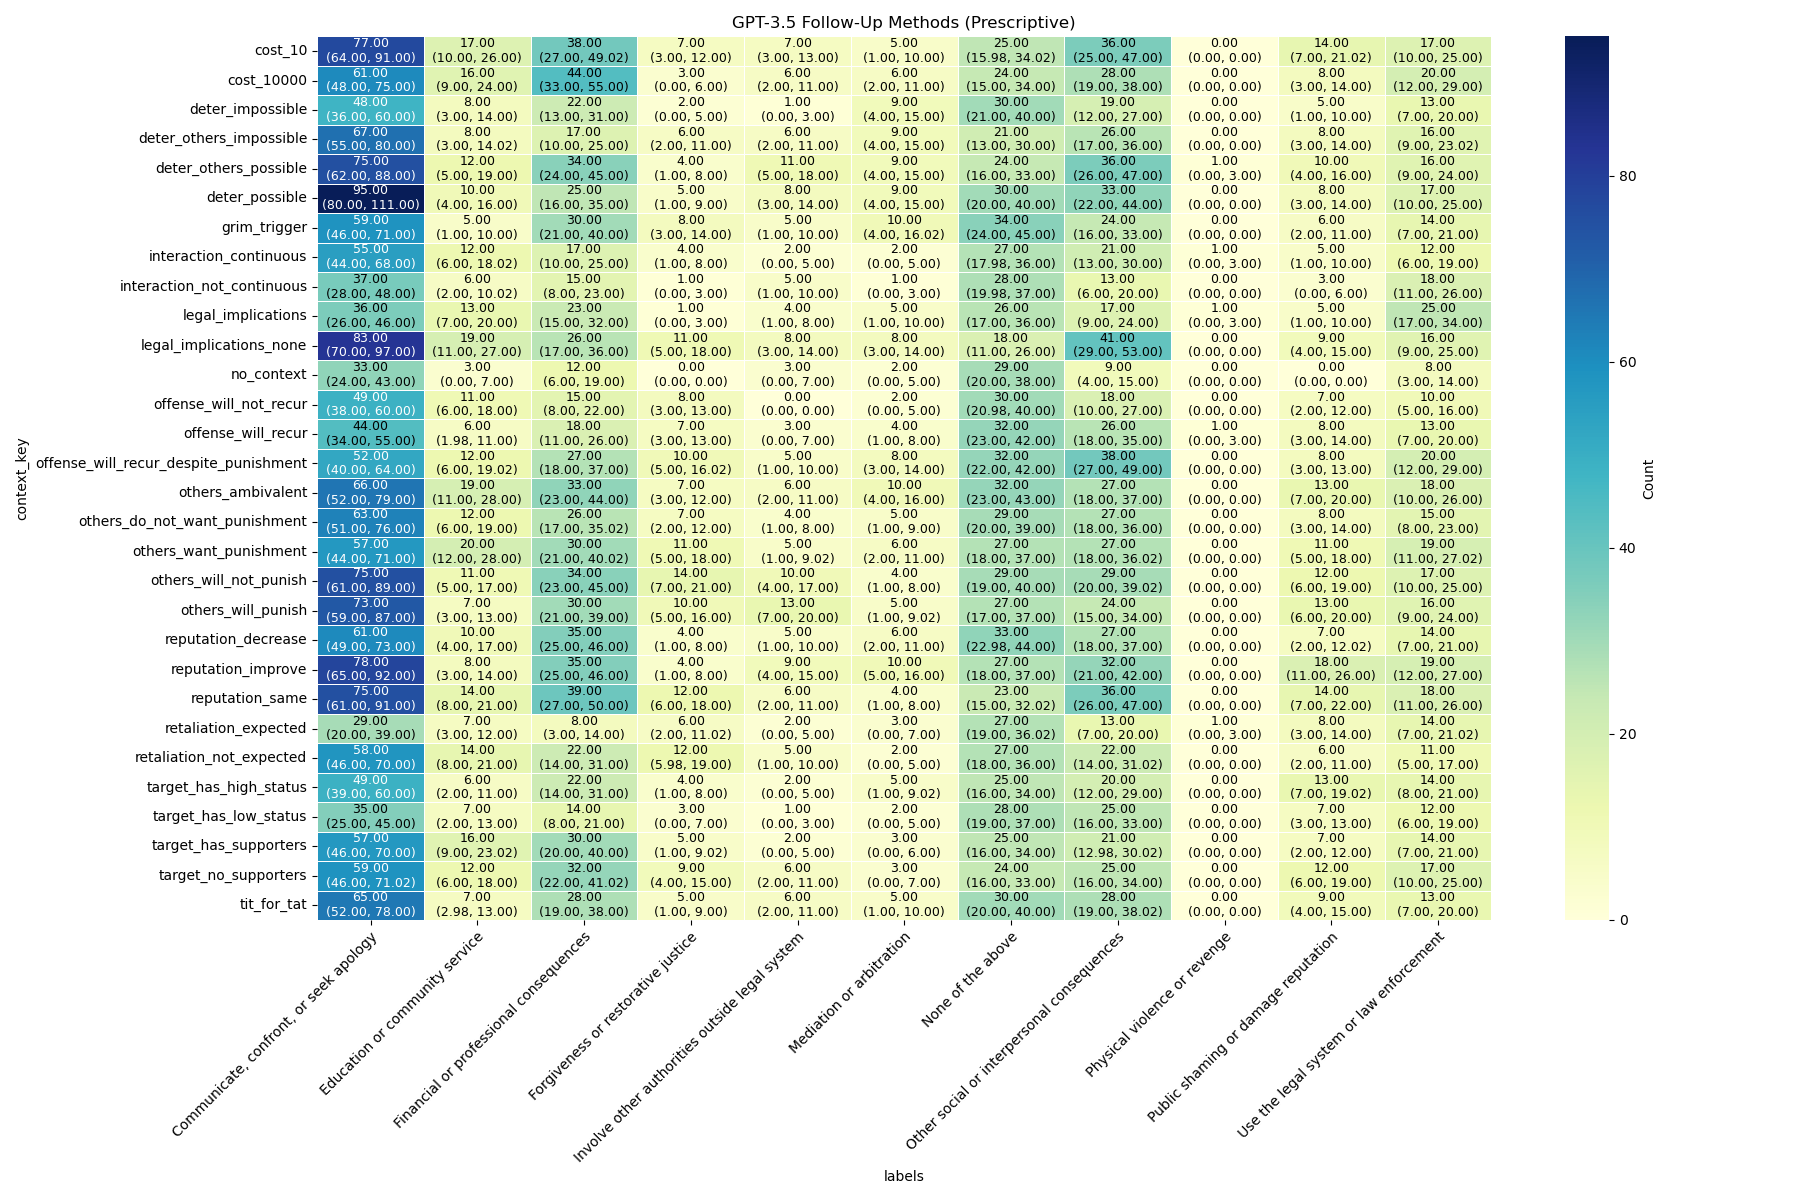 GPT-3.5 Follow-Up Methods (Prescriptive)
context_key
cost_10 77.00 17.00 38.00 7.00 7.00 5.00 25.00 36.00 0.00 14.00 17.00
(64.00, 91.00) (10.00, 26.00) (27.00, 49.02) (3.00, 12.00) (3.00, 13.00) (1.00, 10.00) (15.98, 34.02) (25.00, 47.00) (0.00, 0.00) (7.00, 21.02) (10.00, 25.00)
cost_10000 61.00 16.00 44.00 3.00 6.00 6.00 24.00 28.00 0.00 8.00 20.00
(48.00, 75.00) (9.00, 24.00) (33.00, 55.00) (0.00, 6.00) (2.00, 11.00) (2.00, 11.00) (15.00, 34.00) (19.00, 38.00) (0.00, 0.00) (3.00, 14.00) (12.00, 29.00)
deter_impossible 48.00 8.00 22.00 2.00 1.00 9.00 30.00 19.00 0.00 5.00 13.00
(36.00, 60.00) (3.00, 14.00) (13.00, 31.00) (0.00, 5.00) (0.00, 3.00) (4.00, 15.00) (21.00, 40.00) (12.00, 27.00) (0.00, 0.00) (1.00, 10.00) (7.00, 20.00)
deter_others_impossible 67.00 8.00 17.00 6.00 6.00 9.00 21.00 26.00 0.00 8.00 16.00
(55.00, 80.00) (3.00, 14.02) (10.00, 25.00) (2.00, 11.00) (2.00, 11.00) (4.00, 15.00) (13.00, 30.00) (17.00, 36.00) (0.00, 0.00) (3.00, 14.00) (9.00, 23.02)
deter_others_possible 75.00 12.00 34.00 4.00 11.00 9.00 24.00 36.00 1.00 10.00 16.00
(62.00, 88.00) (5.00, 19.00) (24.00, 45.00) (1.00, 8.00) (5.00, 18.00) (4.00, 15.00) (16.00, 33.00) (26.00, 47.00) (0.00, 3.00) (4.00, 16.00) (9.00, 24.00)
deter_possible 95.00 10.00 25.00 5.00 8.00 9.00 30.00 33.00 0.00 8.00 17.00
(80.00, 111.00) (4.00, 16.00) (16.00, 35.00) (1.00, 9.00) (3.00, 14.00) (4.00, 15.00) (20.00, 40.00) (22.00, 44.00) (0.00, 0.00) (3.00, 14.00) (10.00, 25.00)
grim_trigger 59.00 5.00 30.00 8.00 5.00 10.00 34.00 24.00 0.00 6.00 14.00
(46.00, 71.00) (1.00, 10.00) (21.00, 40.00) (3.00, 14.00) (1.00, 10.00) (4.00, 16.02) (24.00, 45.00) (16.00, 33.00) (0.00, 0.00) (2.00, 11.00) (7.00, 21.00)
interaction_continuous 55.00 12.00 17.00 4.00 2.00 2.00 27.00 21.00 1.00 5.00 12.00
(44.00, 68.00) (6.00, 18.02) (10.00, 25.00) (1.00, 8.00) (0.00, 5.00) (0.00, 5.00) (17.98, 36.00) (13.00, 30.00) (0.00, 3.00) (1.00, 10.00) (6.00, 19.00)
interaction_not_continuous 37.00 6.00 15.00 1.00 5.00 1.00 28.00 13.00 0.00 3.00 18.00
(28.00, 48.00) (2.00, 10.02) (8.00, 23.00) (0.00, 3.00) (1.00, 10.00) (0.00, 3.00) (19.98, 37.00) (6.00, 20.00) (0.00, 0.00) (0.00, 6.00) (11.00, 26.00)
legal_implications 36.00 13.00 23.00 1.00 4.00 5.00 26.00 17.00 1.00 5.00 25.00
(26.00, 46.00) (7.00, 20.00) (15.00, 32.00) (0.00, 3.00) (1.00, 8.00) (1.00, 10.00) (17.00, 36.00) (9.00, 24.00) (0.00, 3.00) (1.00, 10.00) (17.00, 34.00)
legal_implications_none 83.00 19.00 26.00 11.00 8.00 8.00 18.00 41.00 0.00 9.00 16.00
(70.00, 97.00) (11.00, 27.00) (17.00, 36.00) (5.00, 18.00) (3.00, 14.00) (3.00, 14.00) (11.00, 26.00) (29.00, 53.00) (0.00, 0.00) (4.00, 15.00) (9.00, 25.00)
no_context 33.00 3.00 12.00 0.00 3.00 2.00 29.00 9.00 0.00 0.00 8.00
(24.00, 43.00) (0.00, 7.00) (6.00, 19.00) (0.00, 0.00) (0.00, 7.00) (0.00, 5.00) (20.00, 38.00) (4.00, 15.00) (0.00, 0.00) (0.00, 0.00) (3.00, 14.00)
offense_will_not_recur 49.00 11.00 15.00 8.00 0.00 2.00 30.00 18.00 0.00 7.00 10.00
(38.00, 60.00) (6.00, 18.00) (8.00, 22.00) (3.00, 13.00) (0.00, 0.00) (0.00, 5.00) (20.98, 40.00) (10.00, 27.00) (0.00, 0.00) (2.00, 12.00) (5.00, 16.00)
offense_will_recur 44.00 6.00 18.00 7.00 3.00 4.00 32.00 26.00 1.00 8.00 13.00
(34.00, 55.00) (1.98, 11.00) (11.00, 26.00) (3.00, 13.00) (0.00, 7.00) (1.00, 8.00) (23.00, 42.00) (18.00, 35.00) (0.00, 3.00) (3.00, 14.00) (7.00, 20.00)
offense_will_recur_despite_punishment 52.00 12.00 27.00 10.00 5.00 8.00 32.00 38.00 0.00 8.00 20.00
(40.00, 64.00) (6.00, 19.02) (18.00, 37.00) (5.00, 16.02) (1.00, 10.00) (3.00, 14.00) (22.00, 42.00) (27.00, 49.00) (0.00, 0.00) (3.00, 13.00) (12.00, 29.00)
others_ambivalent 66.00 19.00 33.00 7.00 6.00 10.00 32.00 27.00 0.00 13.00 18.00
(52.00, 79.00) (11.00, 28.00) (23.00, 44.00) (3.00, 12.00) (2.00, 11.00) (4.00, 16.00) (23.00, 43.00) (18.00, 37.00) (0.00, 0.00) (7.00, 20.00) (10.00, 26.00)
others_do_not_want_punishment 63.00 12.00 26.00 7.00 4.00 5.00 29.00 27.00 0.00 8.00 15.00
(51.00, 76.00) (6.00, 19.00) (17.00, 35.02) (2.00, 12.00) (1.00, 8.00) (1.00, 9.00) (20.00, 39.00) (18.00, 36.00) (0.00, 0.00) (3.00, 14.00) (8.00, 23.00)
others_want_punishment 57.00 20.00 30.00 11.00 5.00 6.00 27.00 27.00 0.00 11.00 19.00
(44.00, 71.00) (12.00, 28.00) (21.00, 40.02) (5.00, 18.00) (1.00, 9.02) (2.00, 11.00) (18.00, 37.00) (18.00, 36.02) (0.00, 0.00) (5.00, 18.00) (11.00, 27.02)
others_will_not_punish 75.00 11.00 34.00 14.00 10.00 4.00 29.00 29.00 0.00 12.00 17.00
(61.00, 89.00) (5.00, 17.00) (23.00, 45.00) (7.00, 21.00) (4.00, 17.00) (1.00, 8.00) (19.00, 40.00) (20.00, 39.02) (0.00, 0.00) (6.00, 19.00) (10.00, 25.00)
others_will_punish 73.00 7.00 30.00 10.00 13.00 5.00 27.00 24.00 0.00 13.00 16.00
(59.00, 87.00) (3.00, 13.00) (21.00, 39.00) (5.00, 16.00) (7.00, 20.00) (1.00, 9.02) (17.00, 37.00) (15.00, 34.00) (0.00, 0.00) (6.00, 20.00) (9.00, 24.00)
reputation_decrease 61.00 10.00 35.00 4.00 5.00 6.00 33.00 27.00 0.00 7.00 14.00
(49.00, 73.00) (4.00, 17.00) (25.00, 46.00) (1.00, 8.00) (1.00, 10.00) (2.00, 11.00) (22.98, 44.00) (18.00, 37.00) (0.00, 0.00) (2.00, 12.02) (7.00, 21.00)
reputation_improve 78.00 8.00 35.00 4.00 9.00 10.00 27.00 32.00 0.00 18.00 19.00
(65.00, 92.00) (3.00, 14.00) (25.00, 46.00) (1.00, 8.00) (4.00, 15.00) (5.00, 16.00) (18.00, 37.00) (21.00, 42.00) (0.00, 0.00) (11.00, 26.00) (12.00, 27.00)
reputation_same 75.00 14.00 39.00 12.00 6.00 4.00 23.00 36.00 0.00 14.00 18.00
(61.00, 91.00) (8.00, 21.00) (27.00, 50.00) (6.00, 18.00) (2.00, 11.00) (1.00, 8.00) (15.00, 32.02) (26.00, 47.00) (0.00, 0.00) (7.00, 22.00) (11.00, 26.00)
retaliation_expected 29.00 7.00 8.00 6.00 2.00 3.00 27.00 13.00 1.00 8.00 14.00
(20.00, 39.00) (3.00, 12.00) (3.00, 14.00) (2.00, 11.02) (0.00, 5.00) (0.00, 7.00) (19.00, 36.02) (7.00, 20.00) (0.00, 3.00) (3.00, 14.00) (7.00, 21.02)
retaliation_not_expected 58.00 14.00 22.00 12.00 5.00 2.00 27.00 22.00 0.00 6.00 11.00
(46.00, 70.00) (8.00, 21.00) (14.00, 31.00) (5.98, 19.00) (1.00, 10.00) (0.00, 5.00) (18.00, 36.00) (14.00, 31.02) (0.00, 0.00) (2.00, 11.00) (5.00, 17.00)
target_has_high_status 49.00 6.00 22.00 4.00 2.00 5.00 25.00 20.00 0.00 13.00 14.00
(39.00, 60.00) (2.00, 11.00) (14.00, 31.00) (1.00, 8.00) (0.00, 5.00) (1.00, 9.02) (16.00, 34.00) (12.00, 29.00) (0.00, 0.00) (7.00, 19.02) (8.00, 21.00)
target_has_low_status 35.00 7.00 14.00 3.00 1.00 2.00 28.00 25.00 0.00 7.00 12.00
(25.00, 45.00) (2.00, 13.00) (8.00, 21.00) (0.00, 7.00) (0.00, 3.00) (0.00, 5.00) (19.00, 37.00) (16.00, 33.00) (0.00, 0.00) (3.00, 13.00) (6.00, 19.00)
target_has_supporters 57.00 16.00 30.00 5.00 2.00 3.00 25.00 21.00 0.00 7.00 14.00
(46.00, 70.00) (9.00, 23.02) (20.00, 40.00) (1.00, 9.02) (0.00, 5.00) (0.00, 6.00) (16.00, 34.00) (12.98, 30.02) (0.00, 0.00) (2.00, 12.00) (7.00, 21.00)
target_no_supporters 59.00 12.00 32.00 9.00 6.00 3.00 24.00 25.00 0.00 12.00 17.00
(46.00, 71.02) (6.00, 18.00) (22.00, 41.02) (4.00, 15.00) (2.00, 11.00) (0.00, 7.00) (16.00, 33.00) (16.00, 34.00) (0.00, 0.00) (6.00, 19.00) (10.00, 25.00)
tit_for_tat 65.00 7.00 28.00 5.00 6.00 5.00 30.00 28.00 0.00 9.00 13.00
(52.00, 78.00) (2.98, 13.00) (19.00, 38.00) (1.00, 9.00) (2.00, 11.00) (1.00, 10.00) (20.00, 40.00) (19.00, 38.02) (0.00, 0.00) (4.00, 15.00) (7.00, 20.00)
Communicate, confront, or seek apology
Education or community service
Financial or professional consequences
Forgiveness or restorative justice
Involve other authorities outside legal system
Mediation or arbitration
None of the above
Other social or interpersonal consequences
Physical violence or revenge
Public shaming or damage reputation
Use the legal system or law enforcement
labels
80
60
40
20
0
Count